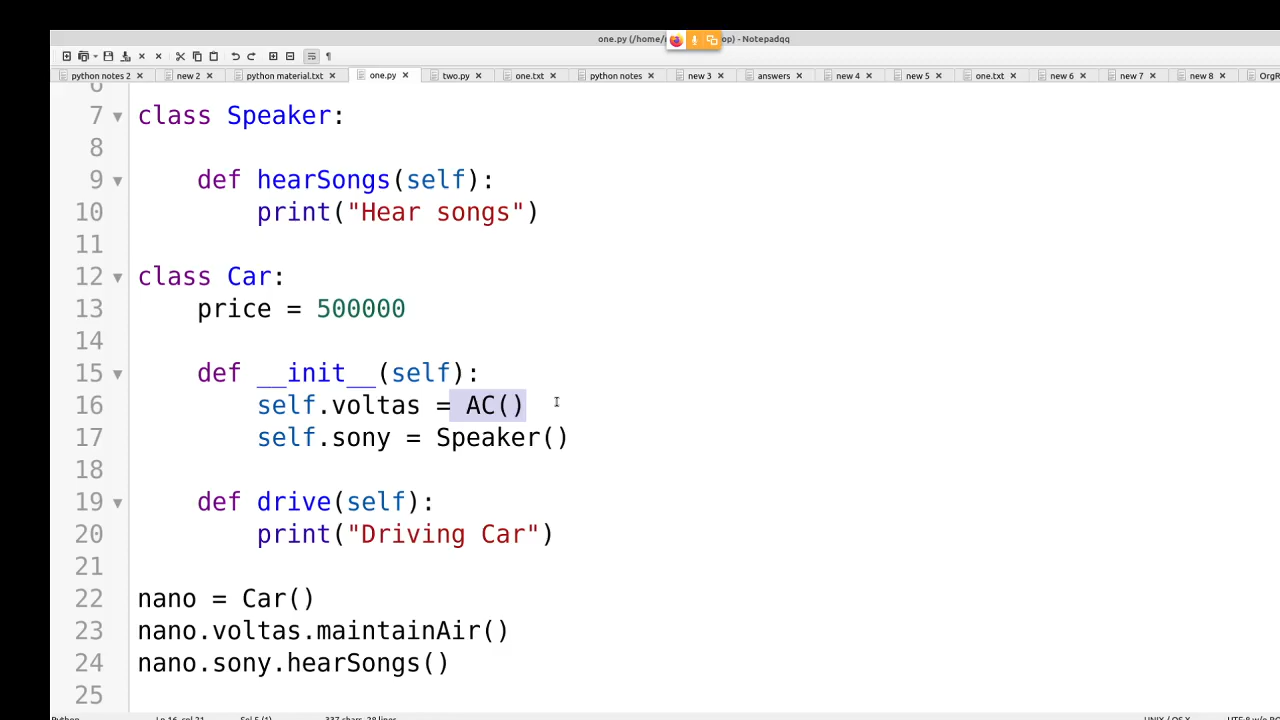 one.py (/home/ op) - Notepadqq
python notes 2 new 2 python material.txt one.py two.py one.txt python notes new 3 answers new 4 new 5 one.txt new 6 new 7 new 8 OrgR
6
7 class Speaker:
8
9 def hearSongs(self):
10 print("Hear songs")
11
12 class Car:
13 price = 500000
14
15 def __init__(self):
16 self.voltas = AC()
17 self.sony = Speaker()
18
19 def drive(self):
20 print("Driving Car")
21
22 nano = Car()
23 nano.voltas.maintainAir()
24 nano.sony.hearSongs()
25